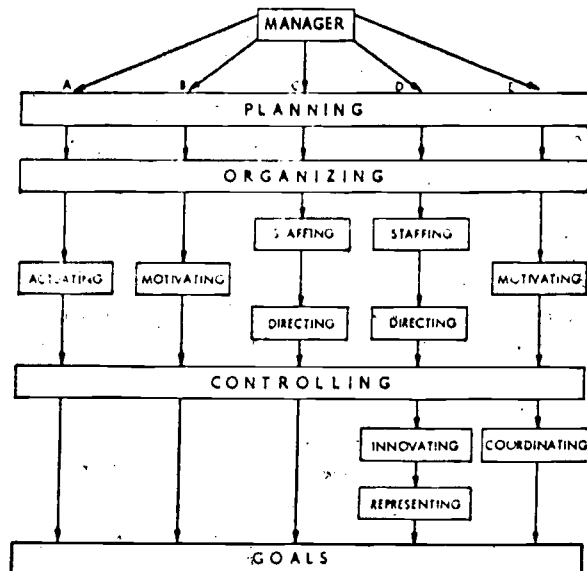 MANAGER
A B C D E
PLANNING
ORGANIZING
STAFFING STAFFING
ACTUATING MOTIVATING MOTIVATING
DIRECTING DIRECTING
CONTROLLING
INNOVATING COORDINATING
REPRESENTING
GOALS